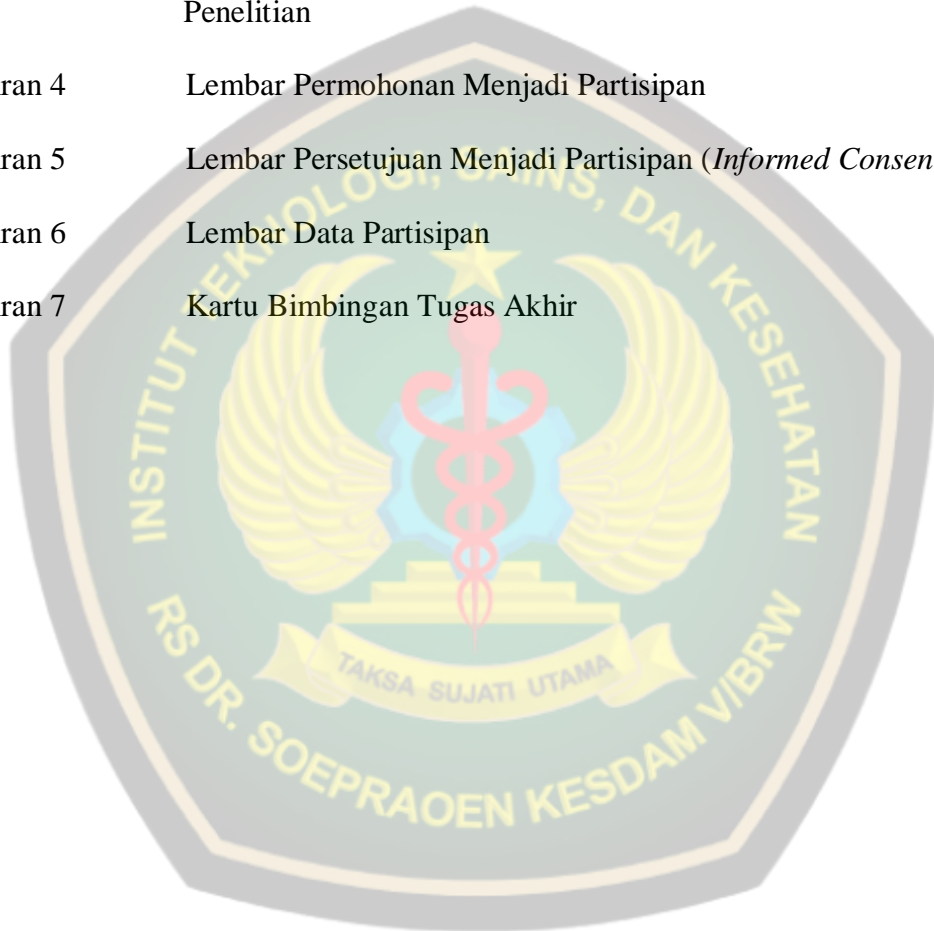 Penelitian
ran 4 Lembar Permohonan Menjadi Partisipan
ran 5 Lembar Persetujuan Menjadi Partisipan (Informed Consen
ran 6 Lembar Data Partisipan
ran 7 Kartu Bimbingan Tugas Akhir
INSTITUT TEKNOLOGI, SAINS, DAN KESEHATAN
TAKSA SUJATI UTAMA
RS DR. SOEPRAOEN KESDAM V/BRW